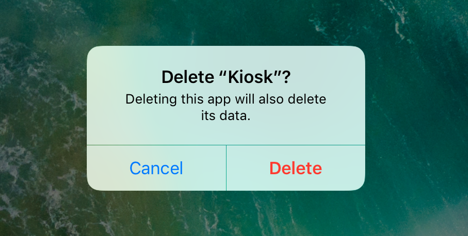 Delete “Kiosk”?
Deleting this app will also delete
its data.
Cancel
Delete